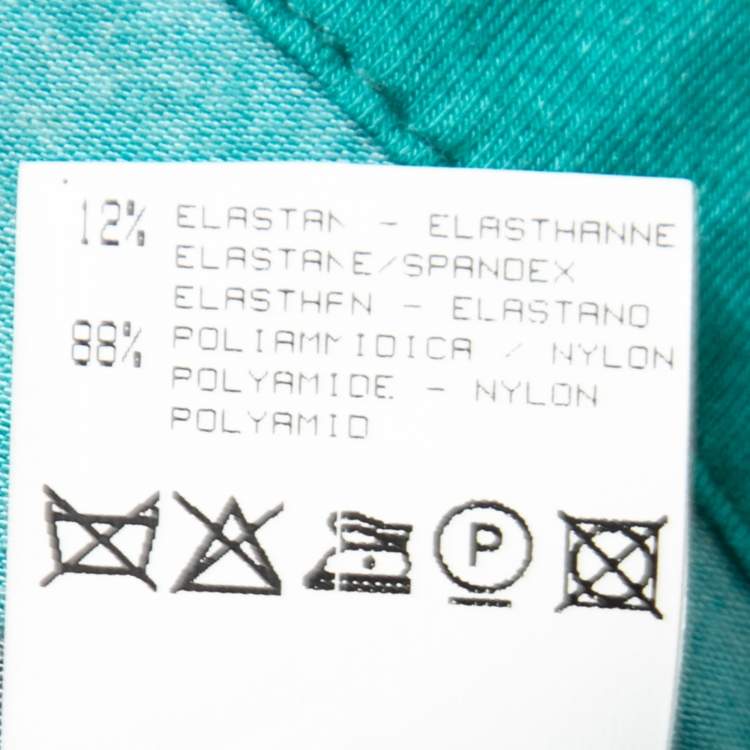 12% ELASTAN - ELASTHANNE
ELASTANE/SPANDEX
ELASTHAN - ELASTANO
88% POLIAMMIDICA / NYLON
POLYAMIDE - NYLON
POLYAMID
P